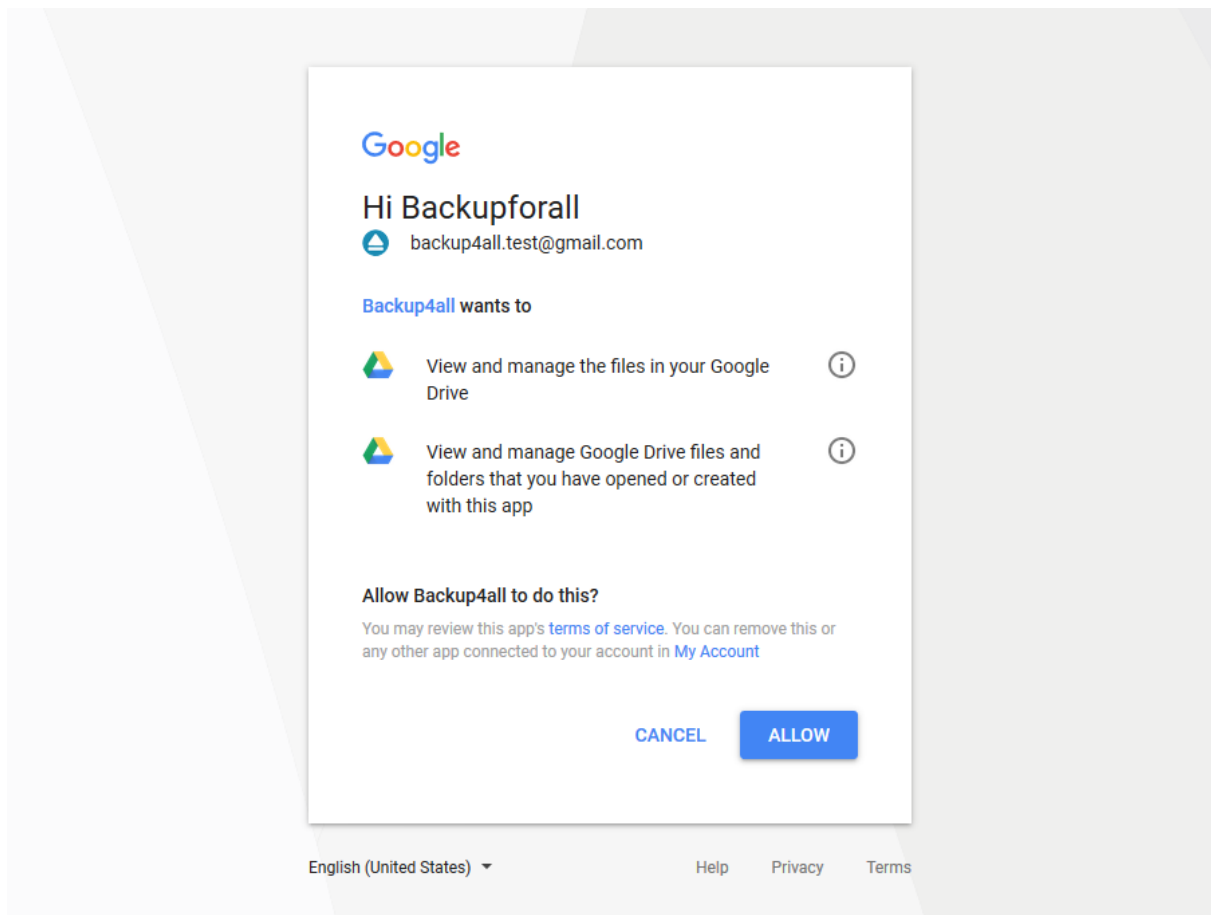 Google
Hi Backupforall
backup4all.test@gmail.com
Backup4all wants to
View and manage the files in your Google
Drive
View and manage Google Drive files and
folders that you have opened or created
with this app
Allow Backup4all to do this?
You may review this app's terms of service. You can remove this or
any other app connected to your account in My Account
CANCEL ALLOW
English (United States) Help Privacy Terms